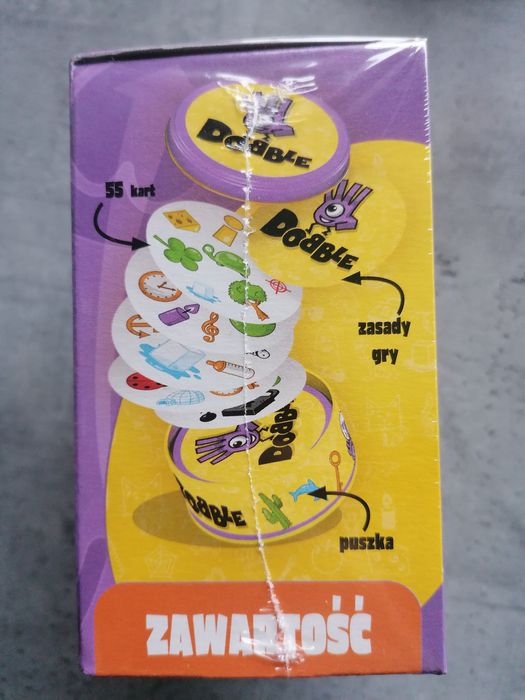 DOBBLE
55 kart
DOBBLE
zasady
gry
DOBBLE
DOBBLE
puszka
ZAWARTOŚĆ